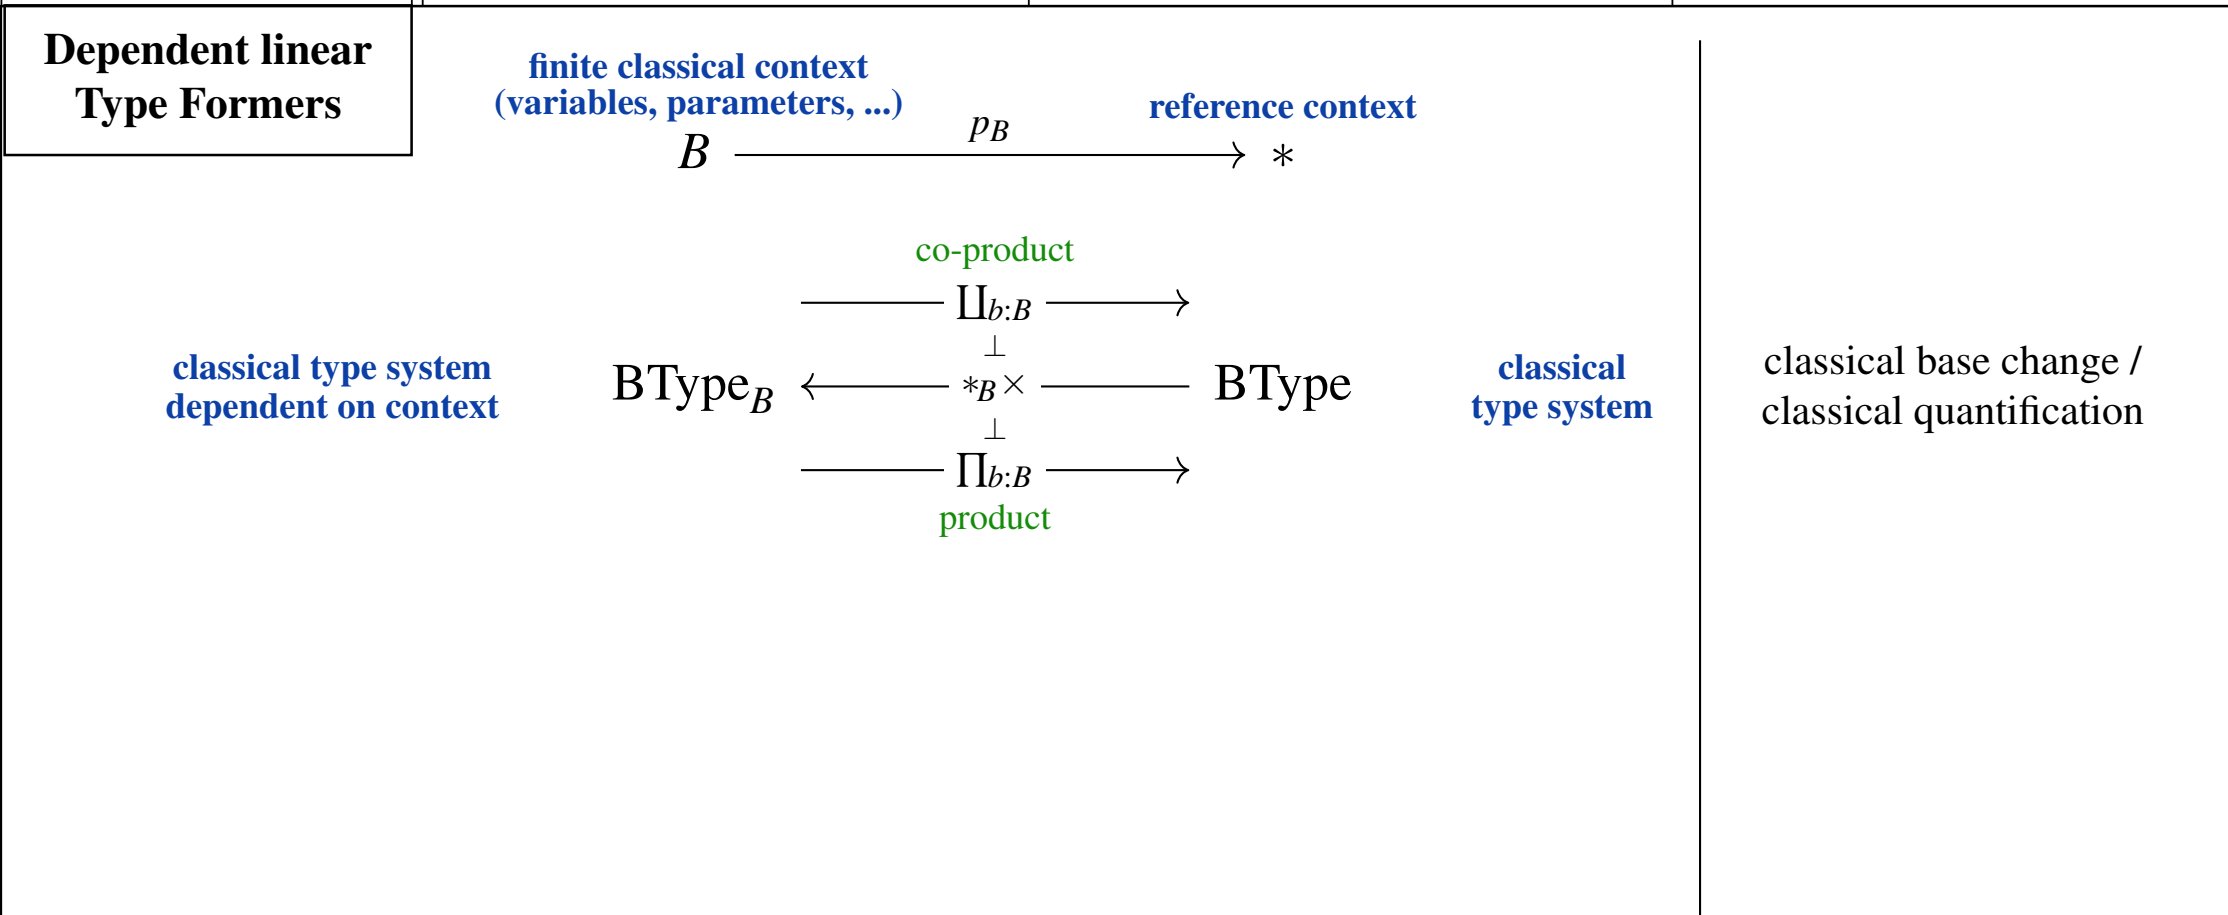 Dependent linear
Type Formers
finite classical context
(variables, parameters, ...)
reference context
p_B
B ⟶ *
co-product
∐_{b:B}
⊥
classical type system
dependent on context
BType_B ⟵ *_B × — BType
classical
type system
classical base change /
classical quantification
⊥
∏_{b:B}
product